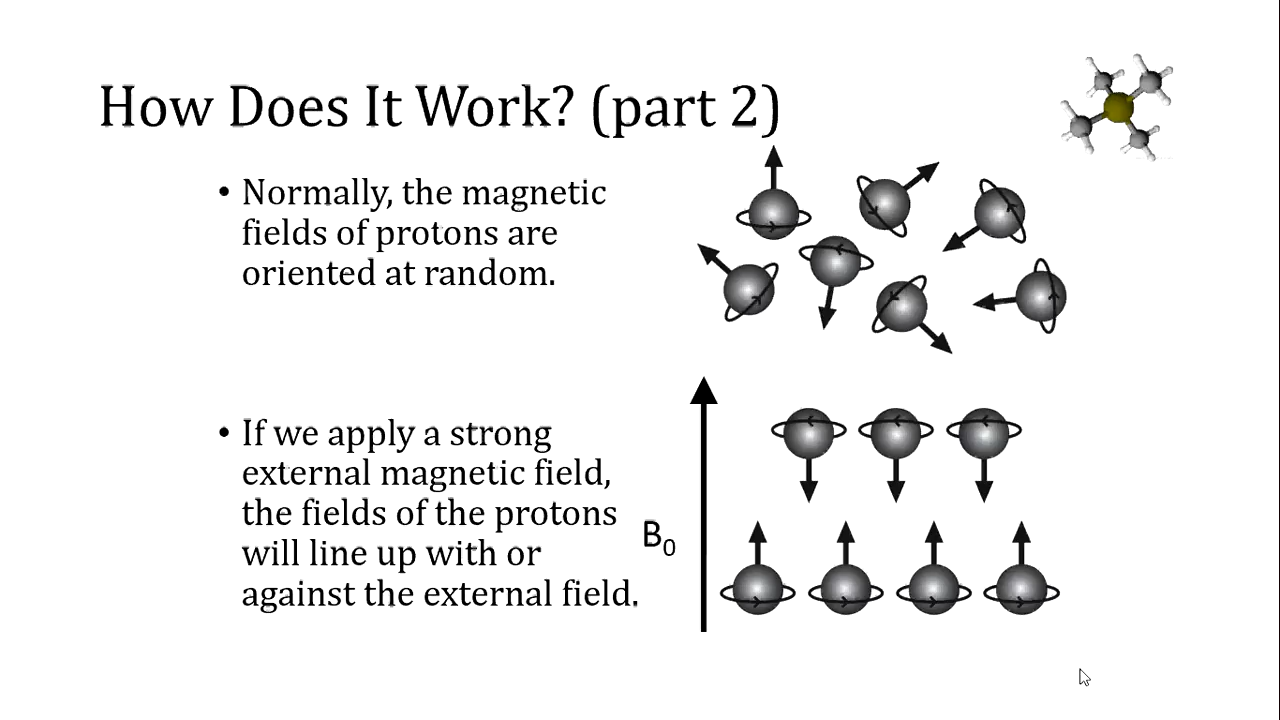 How Does It Work? (part 2)
• Normally, the magnetic
fields of protons are
oriented at random.
• If we apply a strong
external magnetic field,
the fields of the protons
will line up with or
against the external field.
B₀